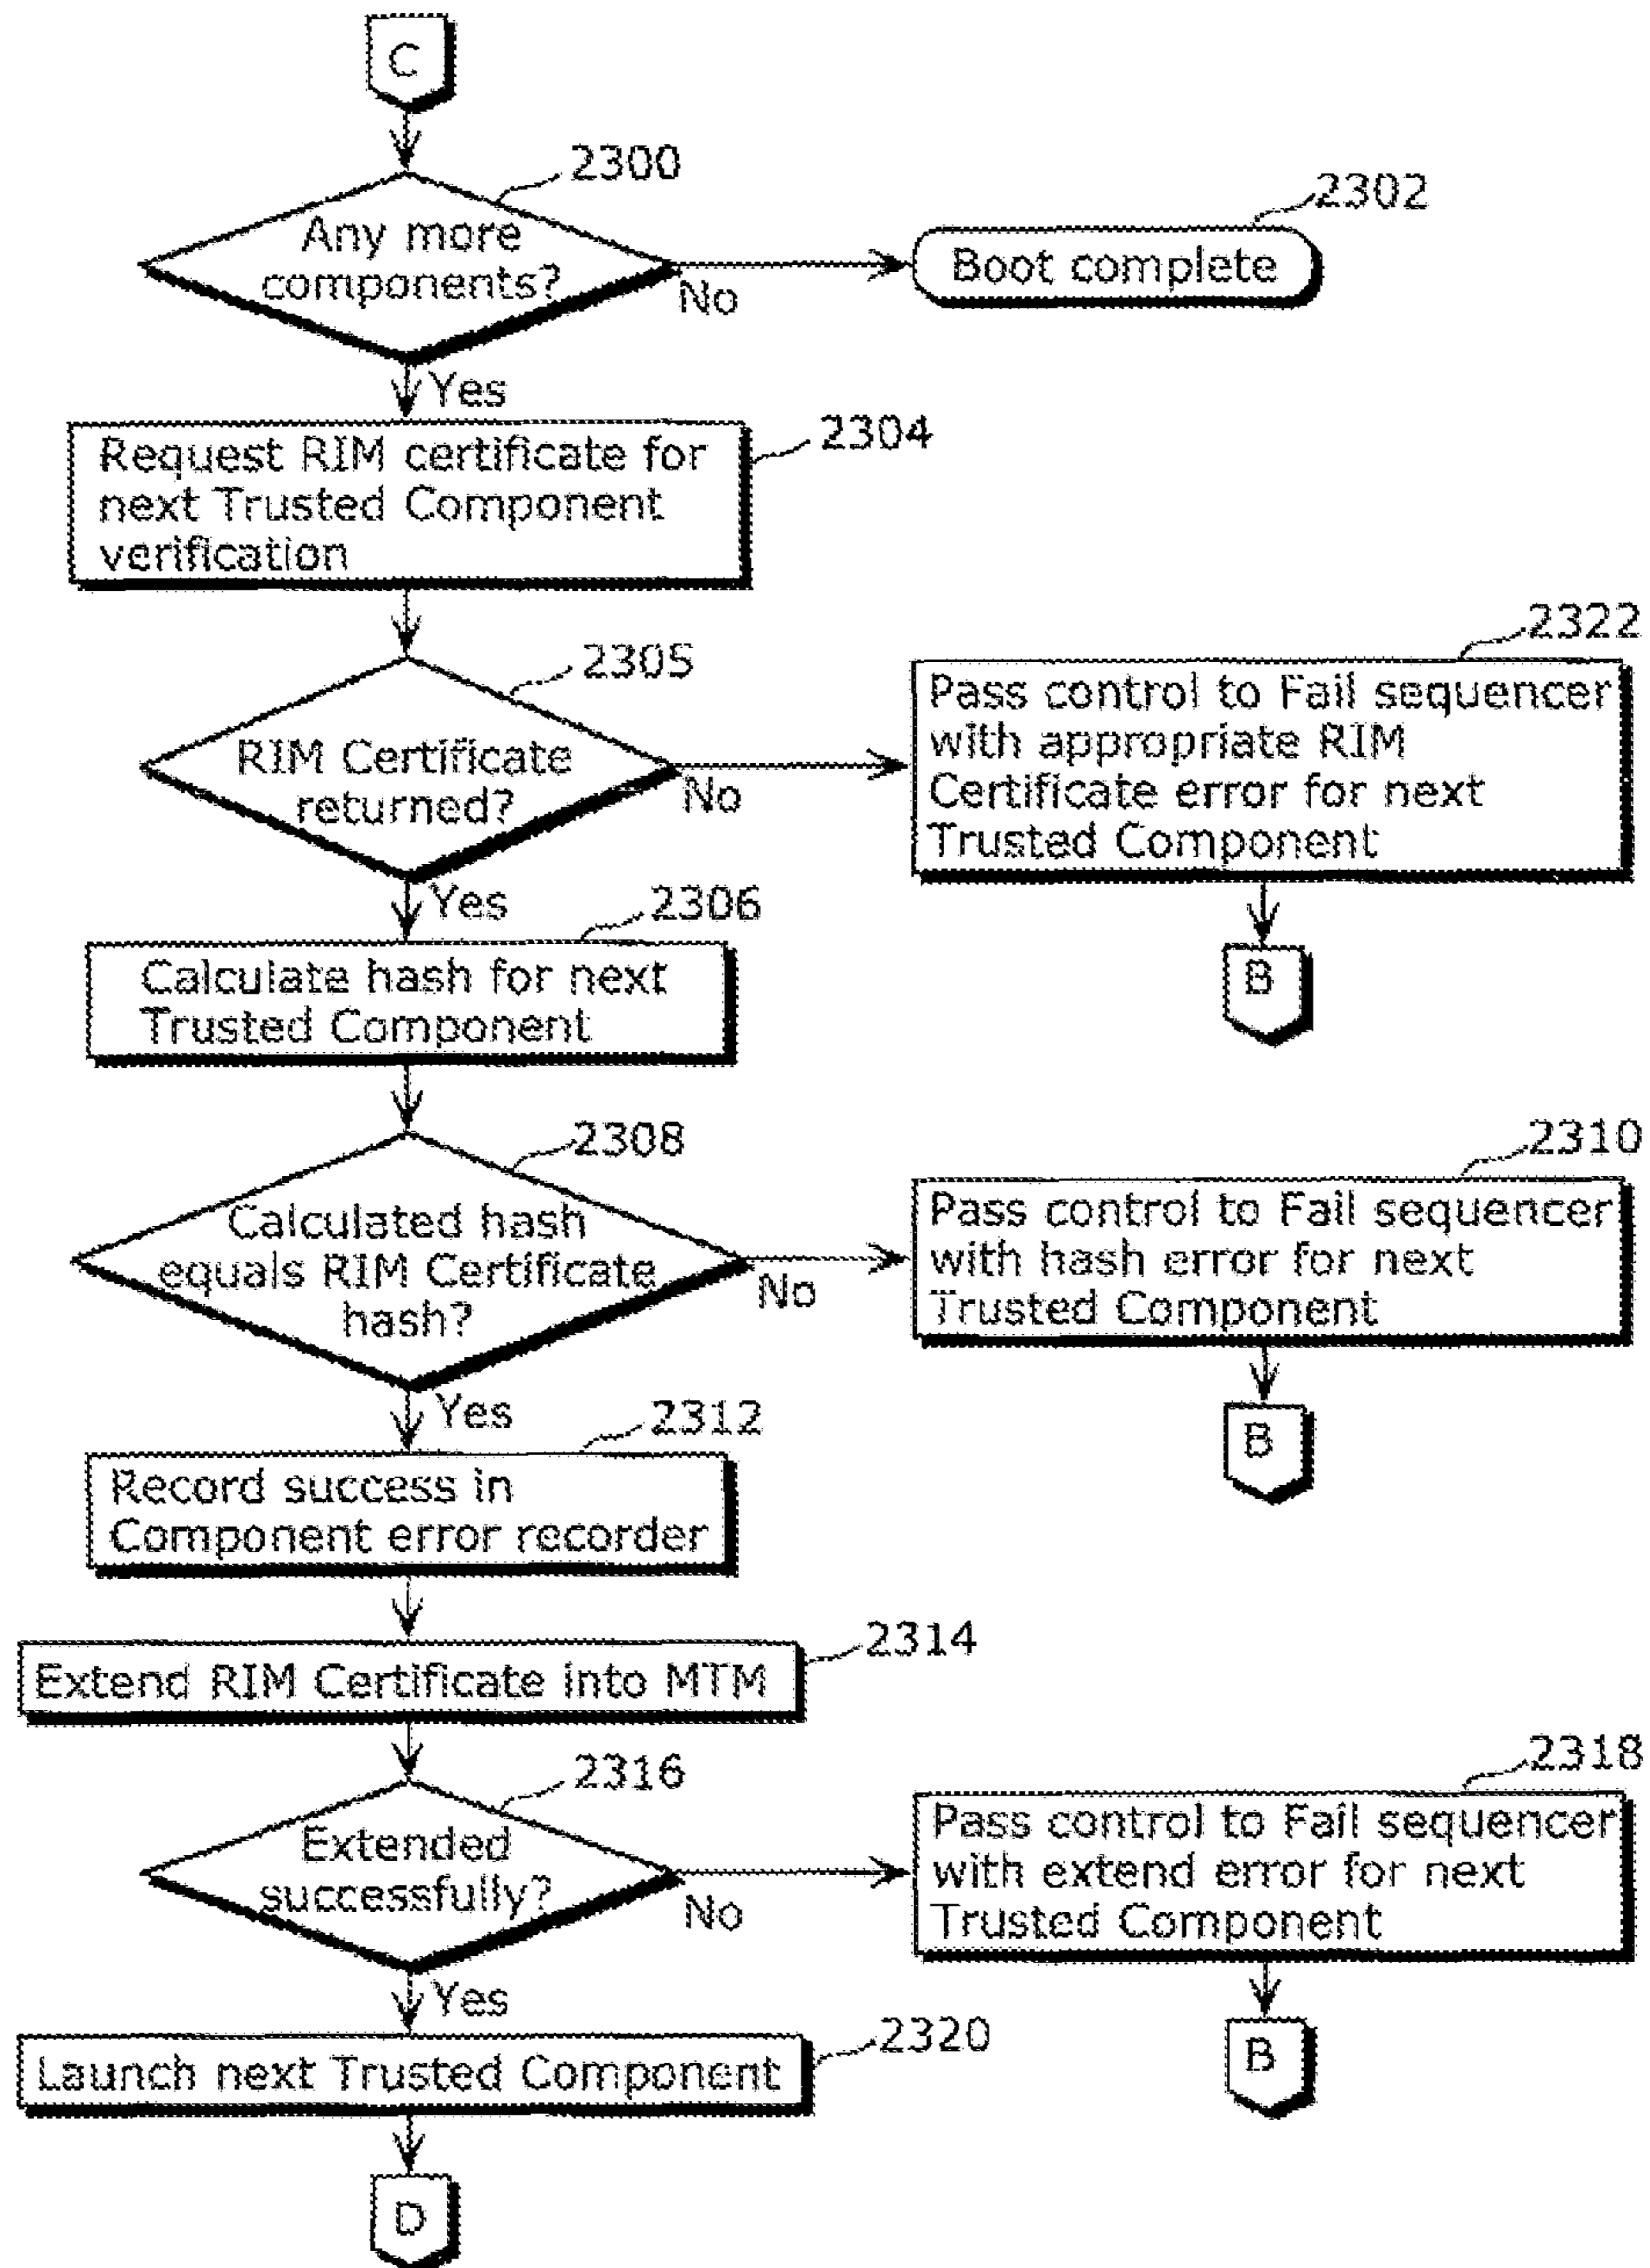 C
2300
Any more
components?
No
2302
Boot complete
Yes
2304
Request RIM certificate for
next Trusted Component
verification
2305
RIM Certificate
returned?
No
2322
Pass control to Fail sequencer
with appropriate RIM
Certificate error for next
Trusted Component
B
Yes
2306
Calculate hash for next
Trusted Component
2308
Calculated hash
equals RIM Certificate
hash?
No
2310
Pass control to Fail sequencer
with hash error for next
Trusted Component
B
Yes
2312
Record success in
Component error recorder
2314
Extend RIM Certificate into MTM
2316
Extended
successfully?
No
2318
Pass control to Fail sequencer
with extend error for next
Trusted Component
B
Yes
2320
Launch next Trusted Component
D